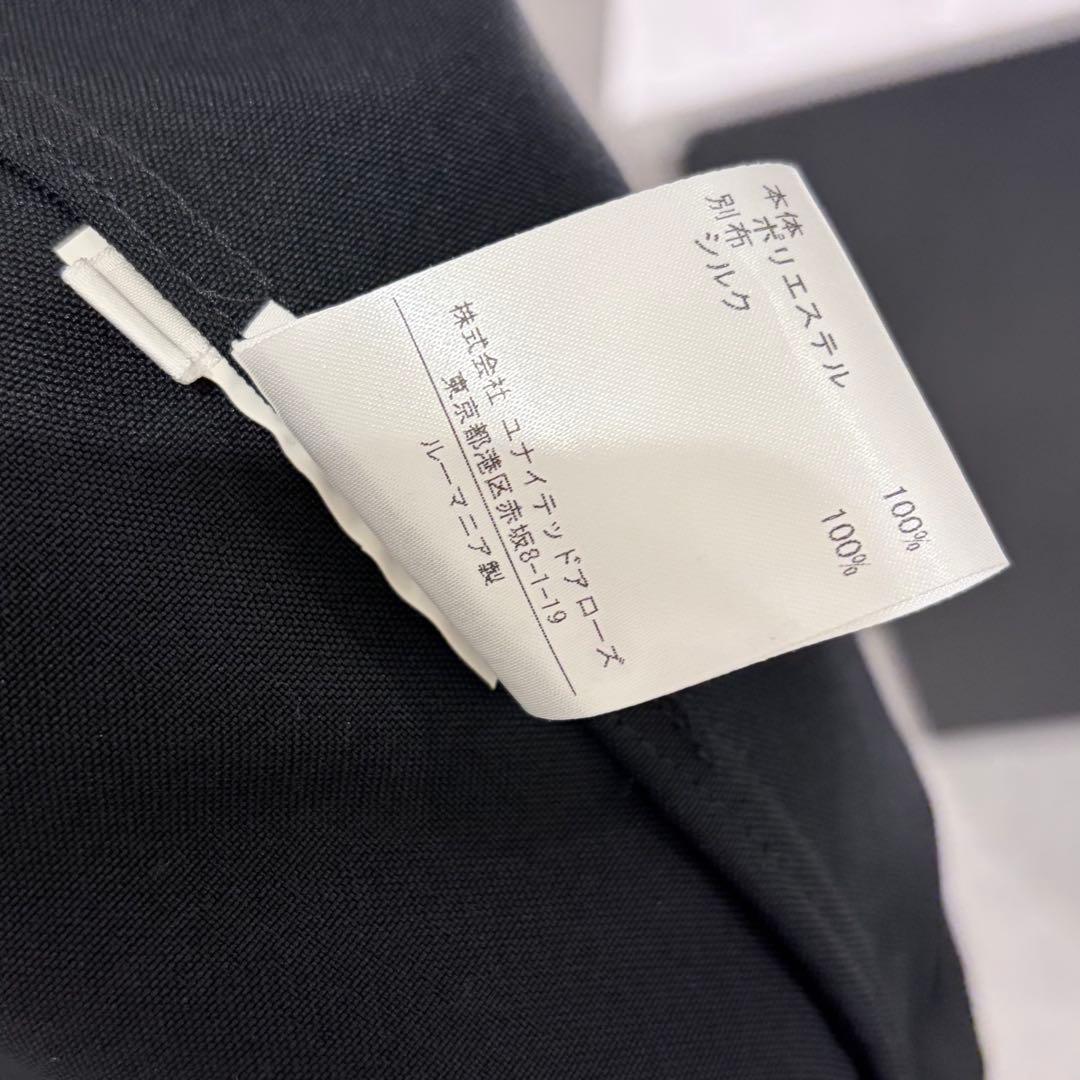 本体
ポリエステル 100%
別布
シルク 100%
株式会社 ユナイテッドアローズ
東京都港区赤坂8-1-19
ルーマニア製